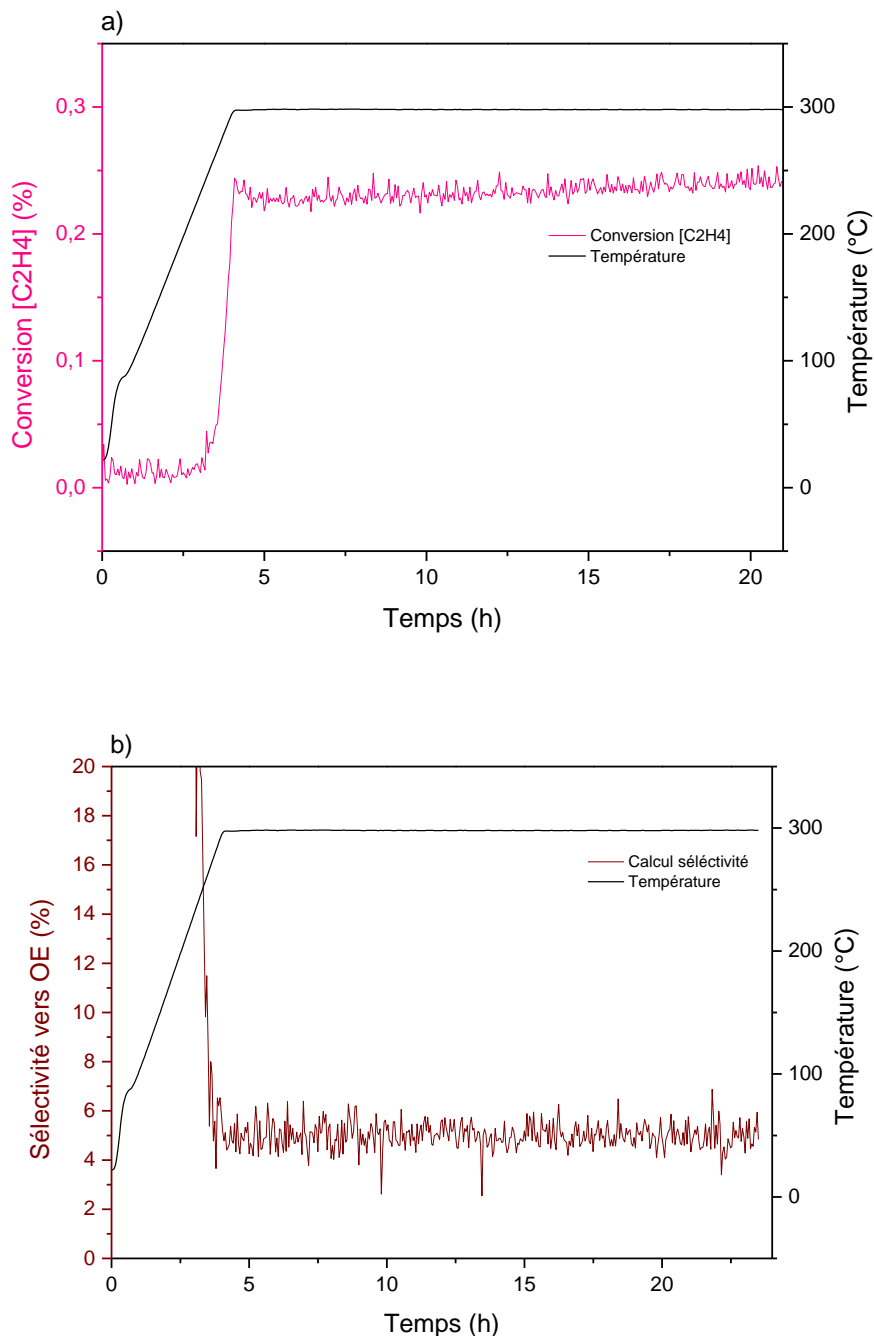 a)
0,3
0,2
0,1
0,0
Conversion [C2H4] (%)
300
200
100
0
Température (°C)
Conversion [C2H4]
Température
0
5
10
15
20
Temps (h)
b)
20
18
16
14
12
10
8
6
4
2
0
Sélectivité vers OE (%)
300
200
100
0
Température (°C)
Calcul séléctivité
Température
0
5
10
15
20
Temps (h)